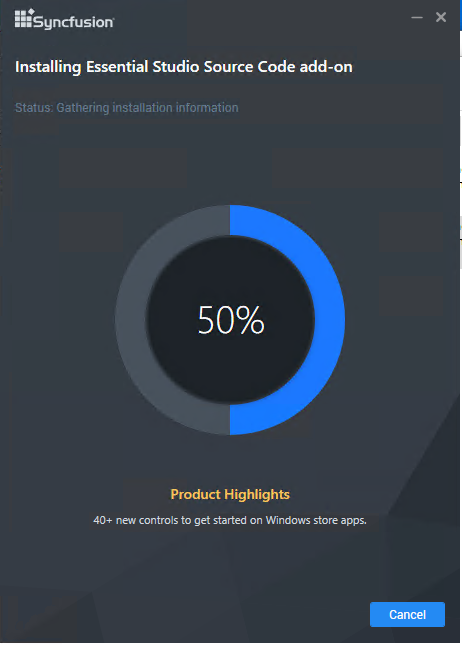 Syncfusion
Installing Essential Studio Source Code add-on
Status: Gathering installation information
50%
Product Highlights
40+ new controls to get started on Windows store apps.
Cancel